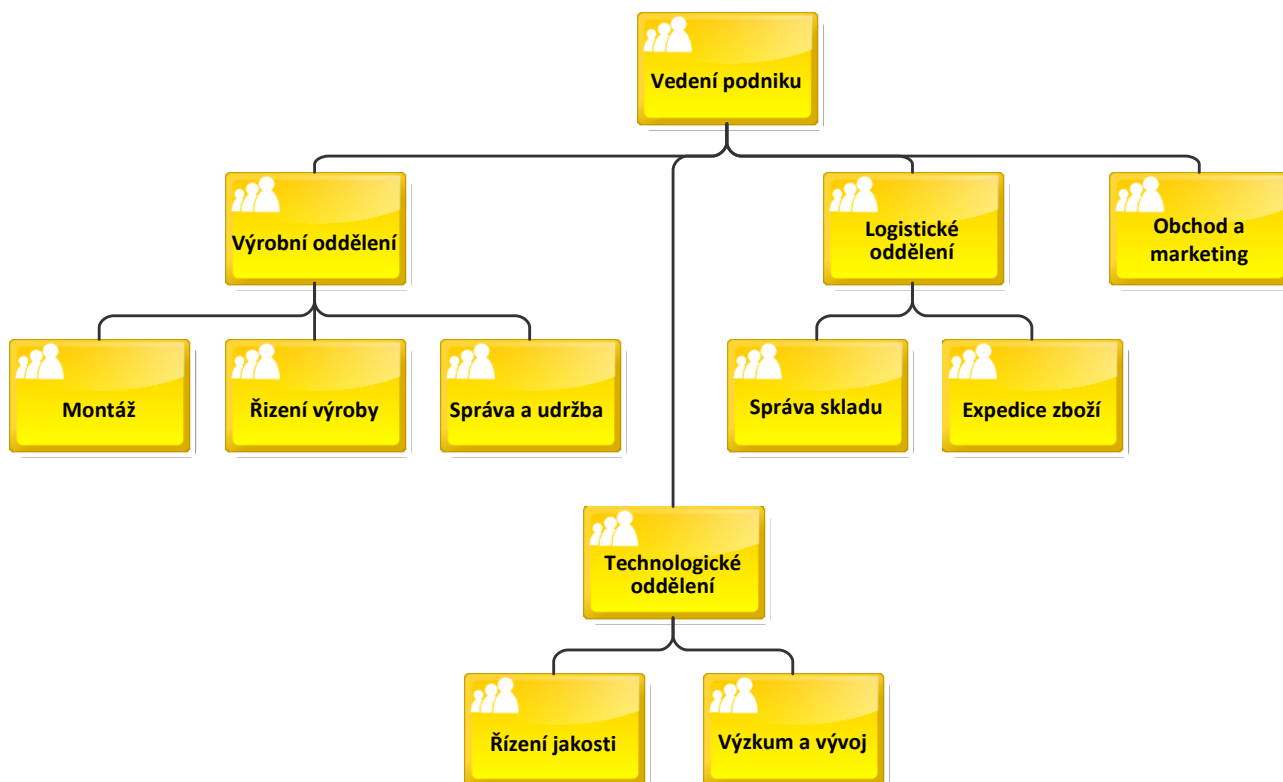 Vedení podniku
Výrobní oddělení
Logistické
oddělení
Obchod a
marketing
Montáž
Řizení výroby
Správa a udržba
Správa skladu
Expedice zboží
Technologické
oddělení
Řízení jakosti
Výzkum a vývoj